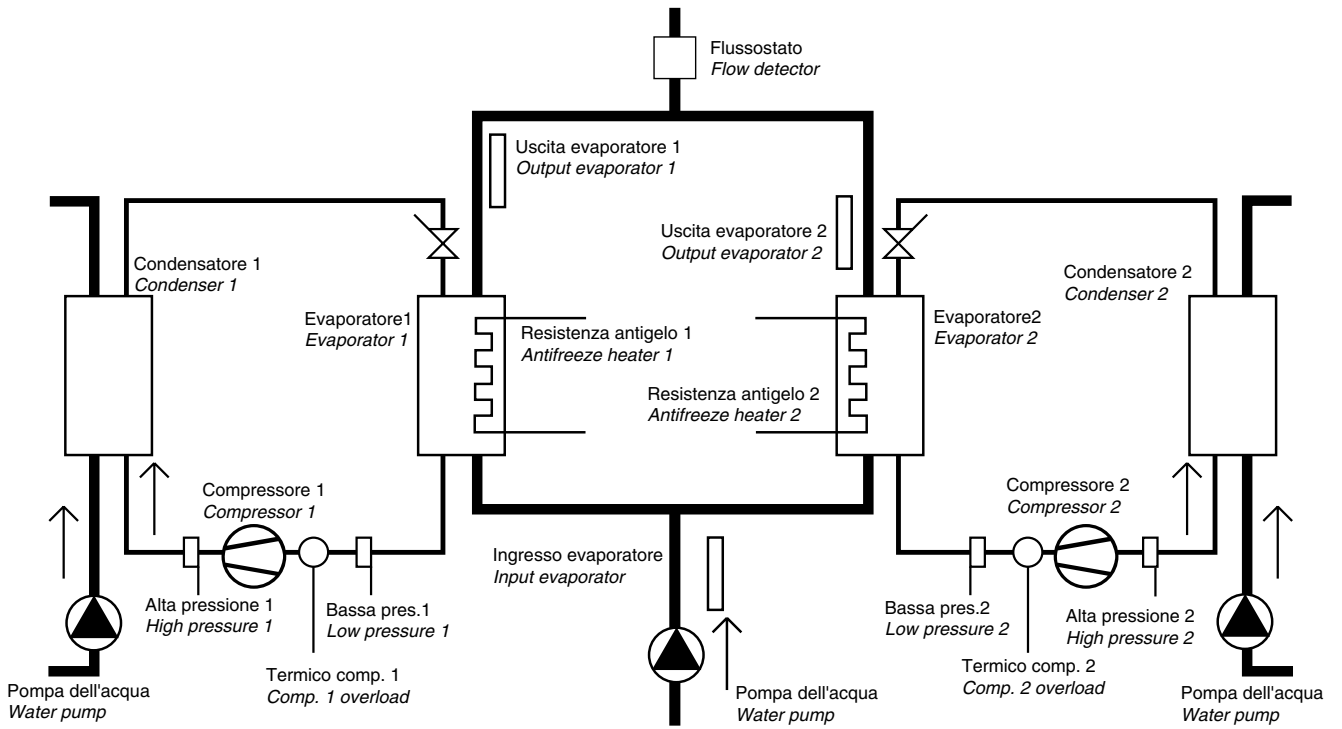 Flussostato
Flow detector
Uscita evaporatore 1
Output evaporator 1
Uscita evaporatore 2
Output evaporator 2
Condensatore 1
Condenser 1
Condensatore 2
Condenser 2
Evaporatore1
Evaporator 1
Resistenza antigelo 1
Antifreeze heater 1
Evaporatore2
Evaporator 2
Resistenza antigelo 2
Antifreeze heater 2
Compressore 1
Compressor 1
Compressore 2
Compressor 2
Ingresso evaporatore
Input evaporator
Alta pressione 1
High pressure 1
Bassa pres.1
Low pressure 1
Bassa pres.2
Low pressure 2
Alta pressione 2
High pressure 2
Termico comp. 1
Comp. 1 overload
Termico comp. 2
Comp. 2 overload
Pompa dell'acqua
Water pump
Pompa dell'acqua
Water pump
Pompa dell'acqua
Water pump